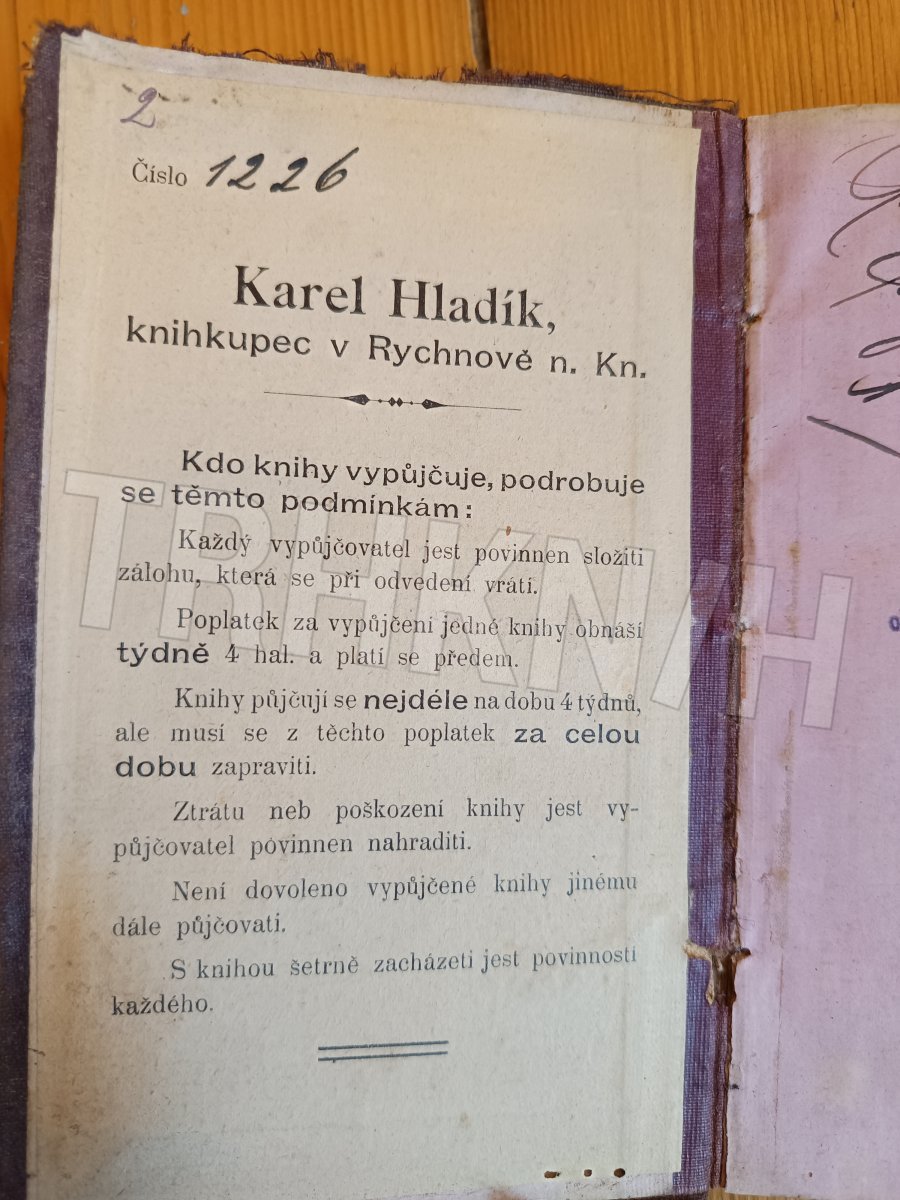 2
Číslo 1226
Karel Hladík,
knihkupec v Rychnově n. Kn.
Kdo knihy vypůjčuje, podrobuje
se těmto podmínkám:
Každý vypůjčovatel jest povinnen složiti
zálohu, která se při odvedení vrátí.
Poplatek za vypůjčení jedné knihy obnáší
týdně 4 hal. a platí se předem.
Knihy půjčují se nejdéle na dobu 4 týdnů,
ale musí se z těchto poplatek za celou
dobu zapraviti.
Ztrátu neb poškození knihy jest vy-
půjčovatel povinnen nahraditi.
Není dovoleno vypůjčené knihy jinému
dále půjčovati.
S knihou šetrně zacházeti jest povinností
každého.
TRHKNIH